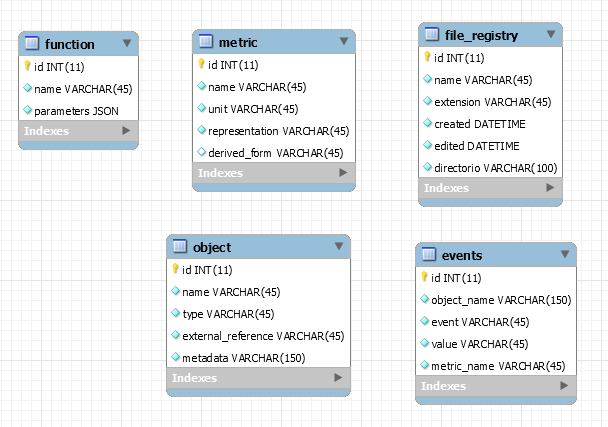 function
id INT(11)
name VARCHAR(45)
parameters JSON
Indexes
metric
id INT(11)
name VARCHAR(45)
unit VARCHAR(45)
representation VARCHAR(45)
derived_form VARCHAR(45)
Indexes
file_registry
id INT(11)
name VARCHAR(45)
extension VARCHAR(45)
created DATETIME
edited DATETIME
directorio VARCHAR(100)
Indexes
object
id INT(11)
name VARCHAR(45)
type VARCHAR(45)
external_reference VARCHAR(45)
metadata VARCHAR(150)
Indexes
events
id INT(11)
object_name VARCHAR(150)
event VARCHAR(45)
value VARCHAR(45)
metric_name VARCHAR(45)
Indexes